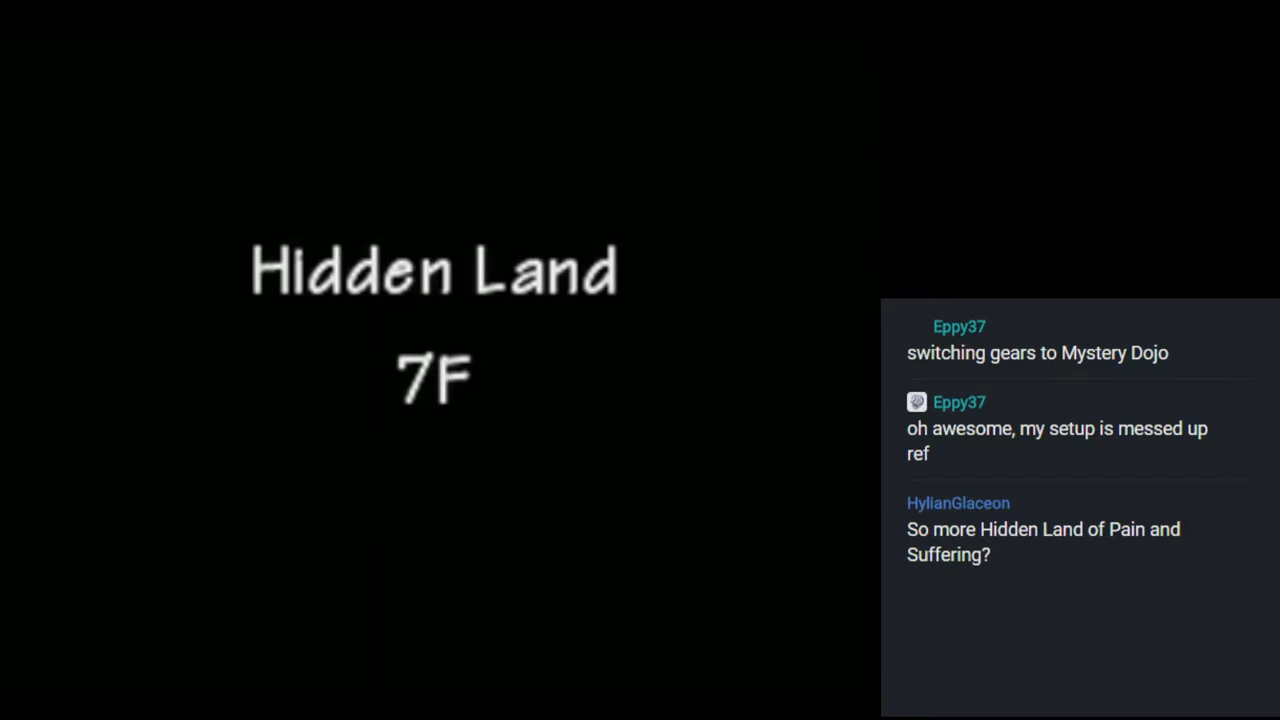 Hidden Land
7F
Eppy37
switching gears to Mystery Dojo
Eppy37
oh awesome, my setup is messed up
ref
HylianGlaceon
So more Hidden Land of Pain and
Suffering?